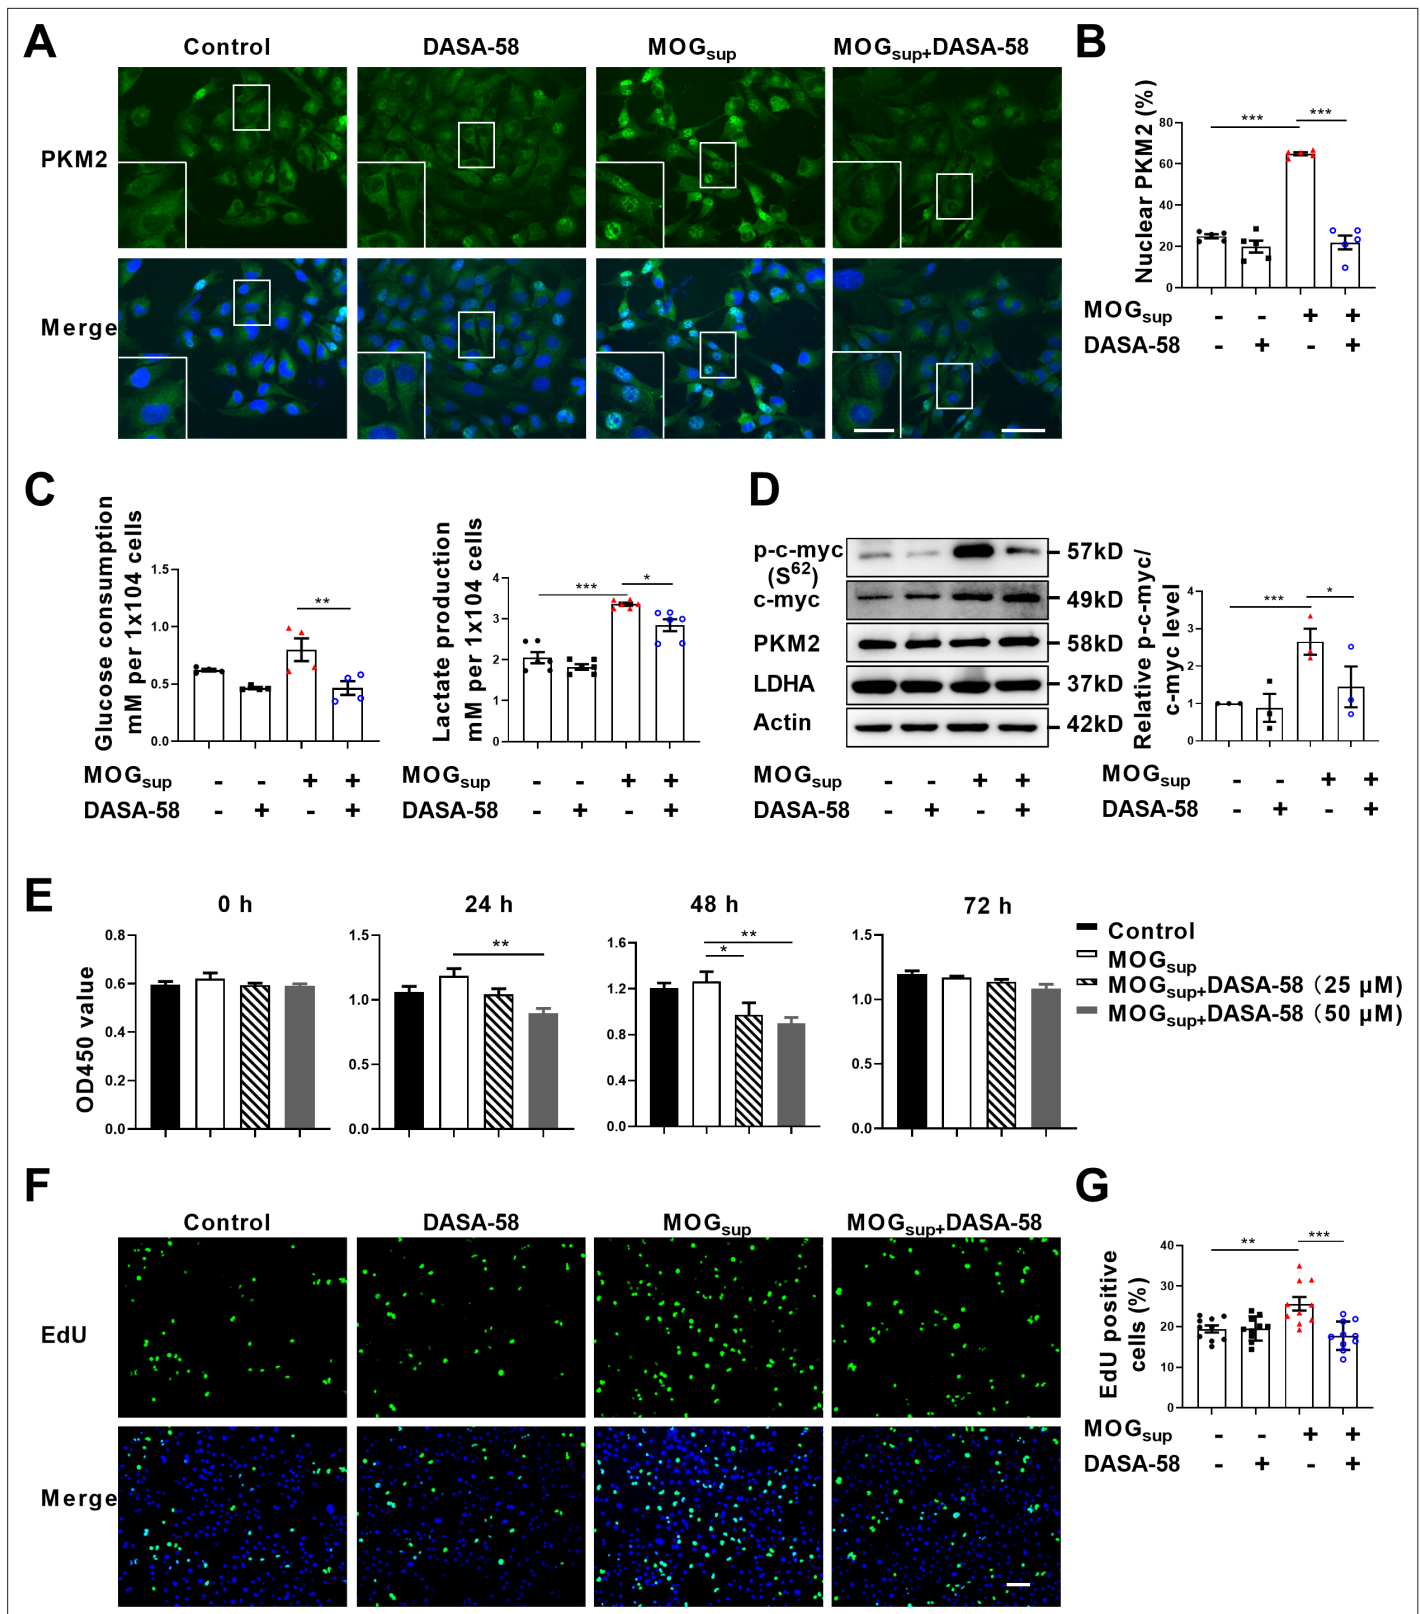 A
Control
DASA-58
MOGsup
MOGsup+DASA-58
PKM2
Merge
B
Nuclear PKM2 (%)
80
60
40
20
0
***
***
MOGsup - - + +
DASA-58 - + - +
C
Glucose consumption
mM per 1x104 cells
1.5
1.0
0.5
0.0
**
MOGsup - - + +
DASA-58 - + - +
Lactate production
mM per 1x104 cells
4
3
2
1
0
***
*
MOGsup - - + +
DASA-58 - + - +
D
p-c-myc
(S62)
57kD
c-myc
49kD
PKM2
58kD
LDHA
37kD
Actin
42kD
MOGsup - - + +
DASA-58 - + - +
Relative p-c-myc/
c-myc level
4
3
2
1
0
***
*
MOGsup - - + +
DASA-58 - + - +
E
OD450 value
0 h
0.8
0.6
0.4
0.2
0.0
24 h
1.5
1.0
0.5
0.0
**
48 h
1.6
1.2
0.8
0.4
0.0
*
**
72 h
1.5
1.0
0.5
0.0
Control
MOGsup
MOGsup+DASA-58（25 µM)
MOGsup+DASA-58（50 µM)
F
Control
DASA-58
MOGsup
MOGsup+DASA-58
EdU
Merge
G
EdU positive
cells (%)
40
30
20
10
0
**
***
MOGsup - - + +
DASA-58 - + - +